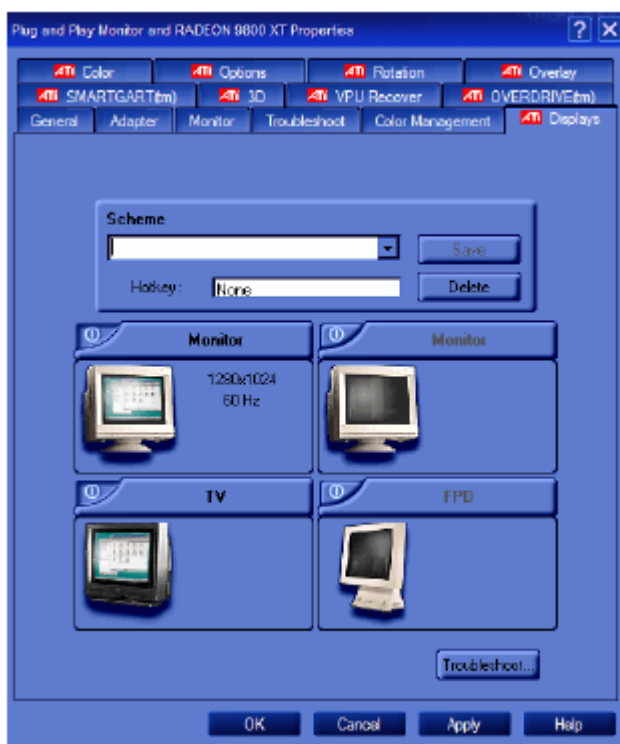 Plug and Play Monitor and RADEON 9800 XT Properties
ATI Color ATI Options ATI Rotation ATI Overlay
ATI SMARTGART(tm) ATI 3D ATI VPU Recover ATI OVERDRIVE(tm)
General Adapter Monitor Troubleshoot Color Management ATI Displays
Scheme
Save
Hotkey: None Delete
Monitor Monitor
1280x1024
60 Hz
TV FPD
Troubleshoot...
OK Cancel Apply Help